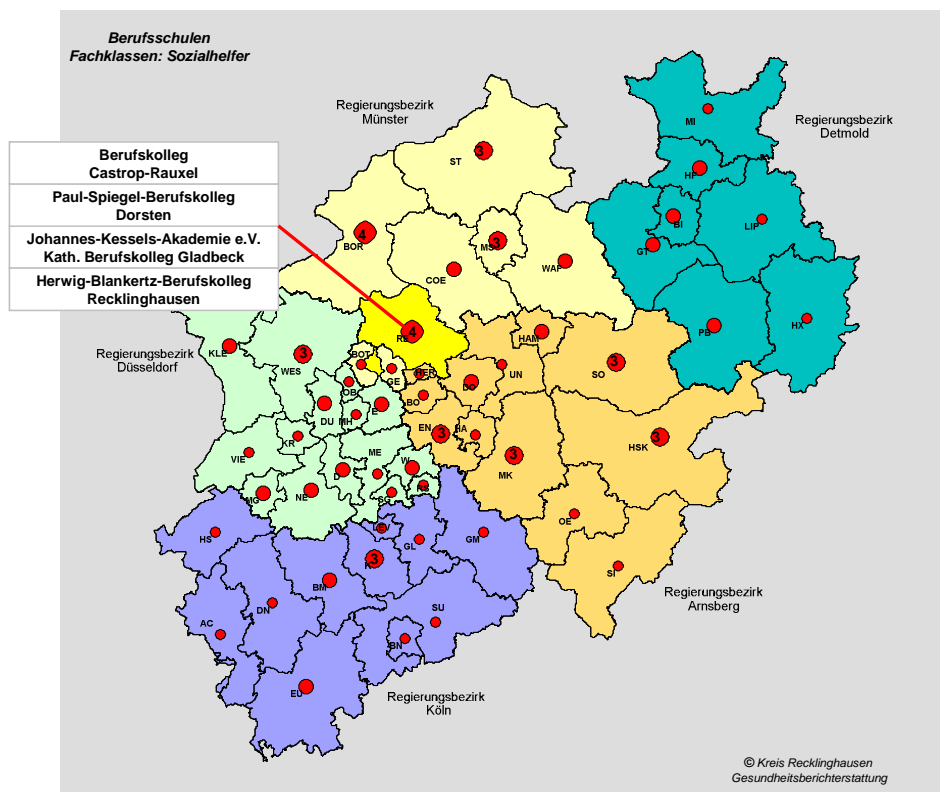 Berufsschulen
Fachklassen: Sozialhelfer
Regierungsbezirk
Münster
Regierungsbezirk
Detmold
Berufskolleg
Castrop-Rauxel
Paul-Spiegel-Berufskolleg
Dorsten
Johannes-Kessels-Akademie e.V.
Kath. Berufskolleg Gladbeck
Herwig-Blankertz-Berufskolleg
Recklinghausen
MI
3
ST
HF
BI
LIP
4
BOR
3
MS
GT
WAF
COE
HX
PB
4
RE
HAM
Regierungsbezirk
Düsseldorf
KLE
3
WES
BOT
GE
HER
UN
3
SO
OB
DO
BO
DU
MH
E
EN
3
HA
3
HSK
KR
VIE
ME
W
3
MK
D
MG
NE
SG
RS
OE
HS
LEV
GL
GM
3
K
SI
BM
DN
SU
Regierungsbezirk
Arnsberg
AC
BN
EU
Regierungsbezirk
Köln
© Kreis Recklinghausen
Gesundheitsberichterstattung